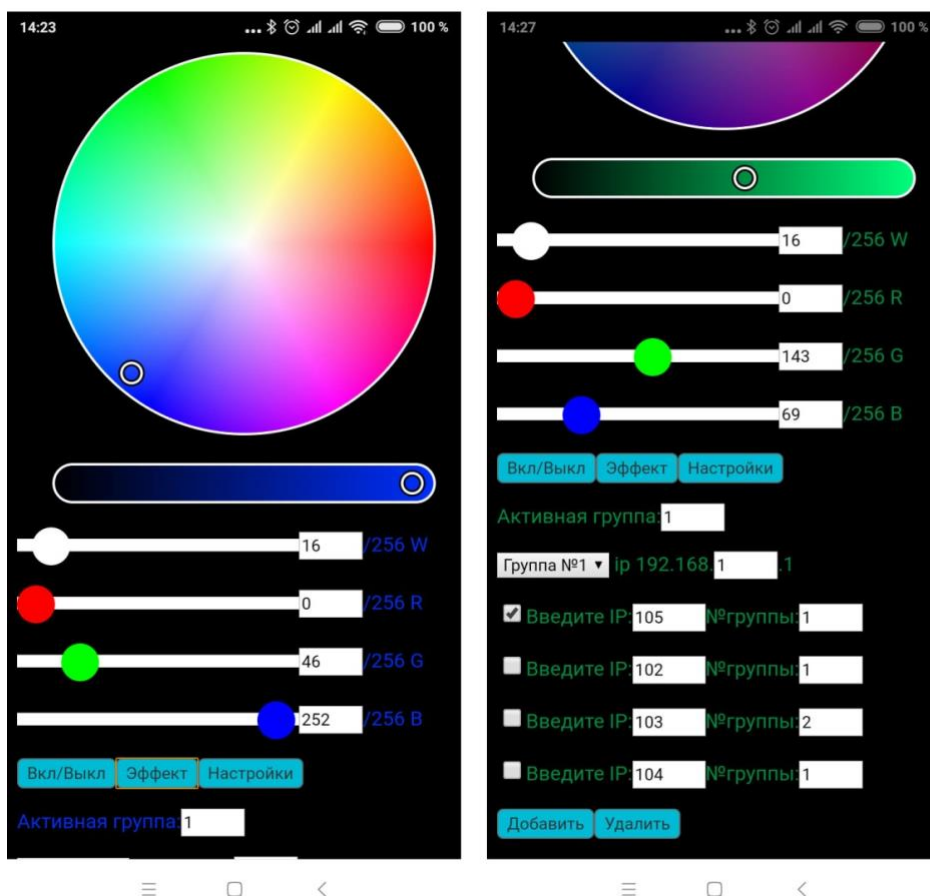 14:23 ... 100 %
16 /256 W
0 /256 R
46 /256 G
252 /256 B
Вкл/Выкл Эффект Настройки
Активная группа: 1
14:27 ... 100 %
16 /256 W
0 /256 R
143 /256 G
69 /256 B
Вкл/Выкл Эффект Настройки
Активная группа: 1
Группа №1 ip 192.168. 1 .1
Введите IP: 105 №группы: 1
Введите IP: 102 №группы: 1
Введите IP: 103 №группы: 2
Введите IP: 104 №группы: 1
Добавить Удалить